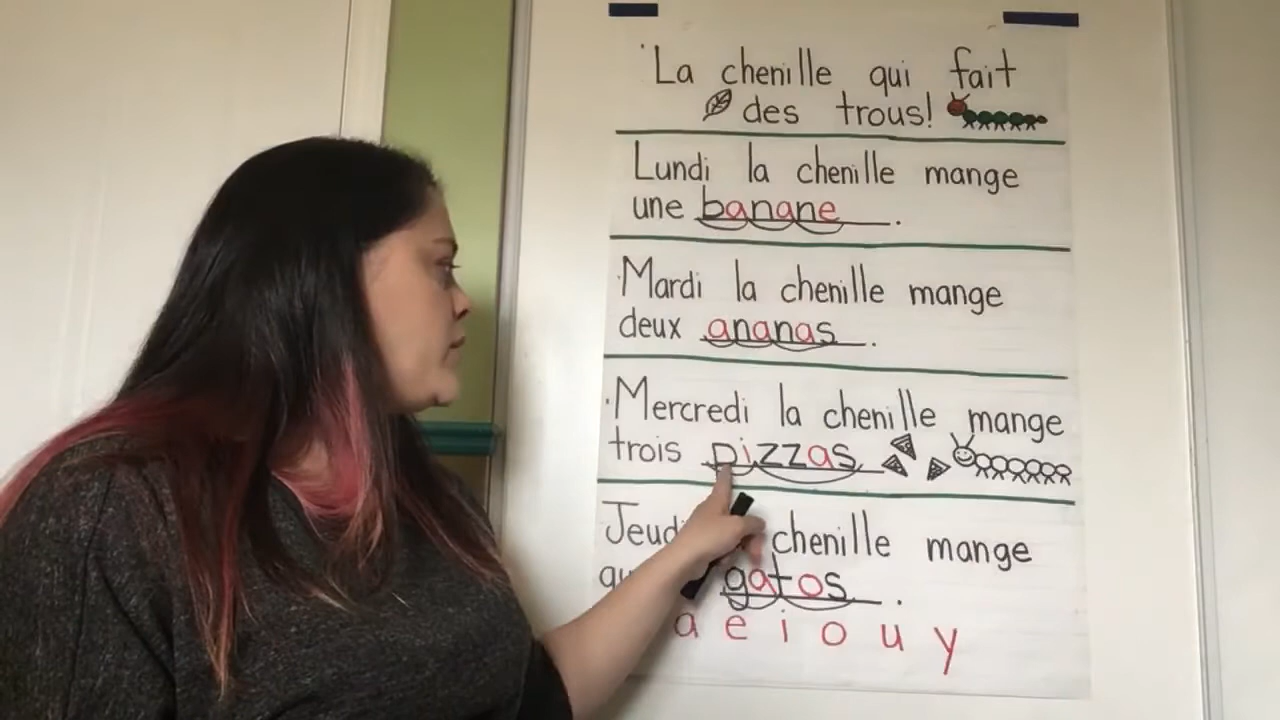 La chenille qui fait
des trous!
Lundi la chenille mange
une banane.
Mardi la chenille mange
deux ananas.
Mercredi la chenille mange
trois pizzas
chenille mange
gatos.
a e i o u y